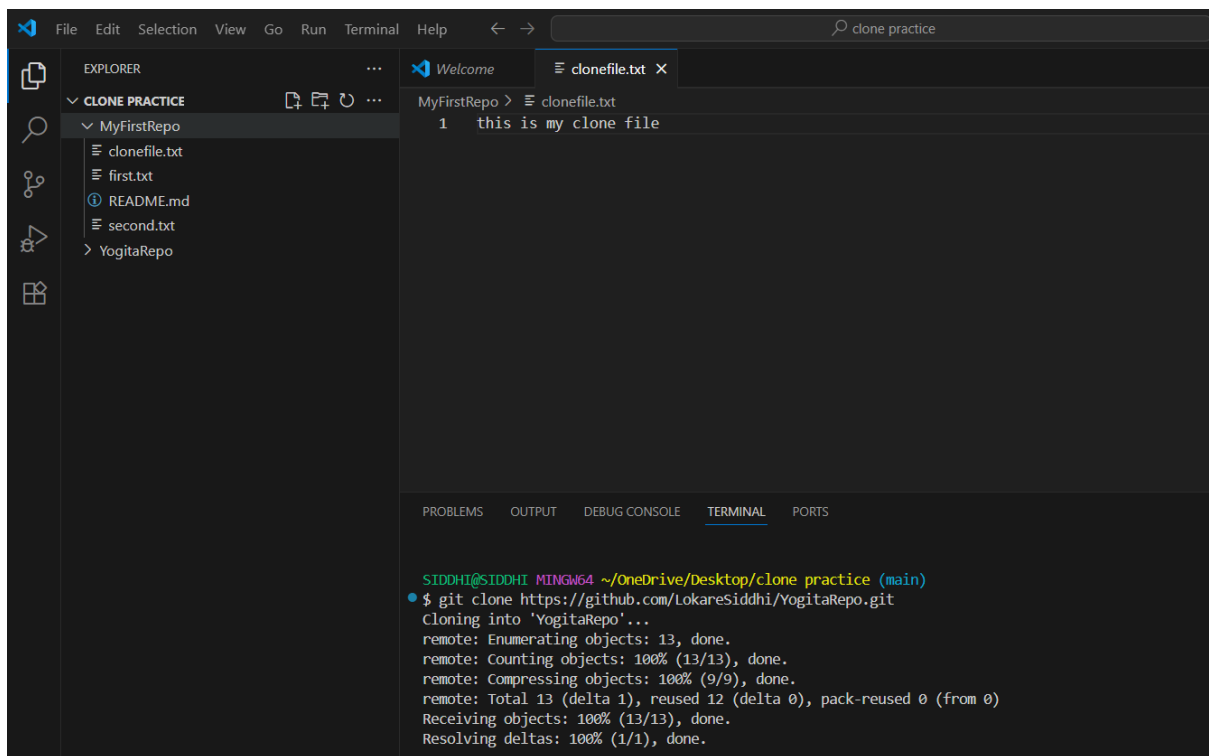 File Edit Selection View Go Run Terminal Help
clone practice
EXPLORER
CLONE PRACTICE
MyFirstRepo
clonefile.txt
first.txt
README.md
second.txt
YogitaRepo
Welcome
clonefile.txt
MyFirstRepo > clonefile.txt
1 this is my clone file
PROBLEMS OUTPUT DEBUG CONSOLE TERMINAL PORTS
SIDDHI@SIDDHI MINGW64 ~/OneDrive/Desktop/clone practice (main)
$ git clone https://github.com/LokareSiddhi/YogitaRepo.git
Cloning into 'YogitaRepo'...
remote: Enumerating objects: 13, done.
remote: Counting objects: 100% (13/13), done.
remote: Compressing objects: 100% (9/9), done.
remote: Total 13 (delta 1), reused 12 (delta 0), pack-reused 0 (from 0)
Receiving objects: 100% (13/13), done.
Resolving deltas: 100% (1/1), done.